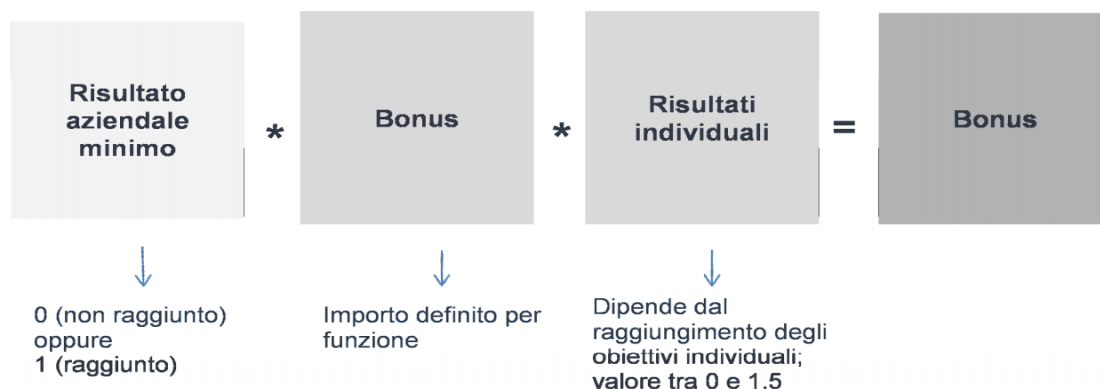 Risultato
aziendale
minimo
*
Bonus
*
Risultati
individuali
=
Bonus
0 (non raggiunto)
oppure
1 (raggiunto)
Importo definito per
funzione
Dipende dal
raggiungimento degli
obiettivi individuali;
valore tra 0 e 1.5